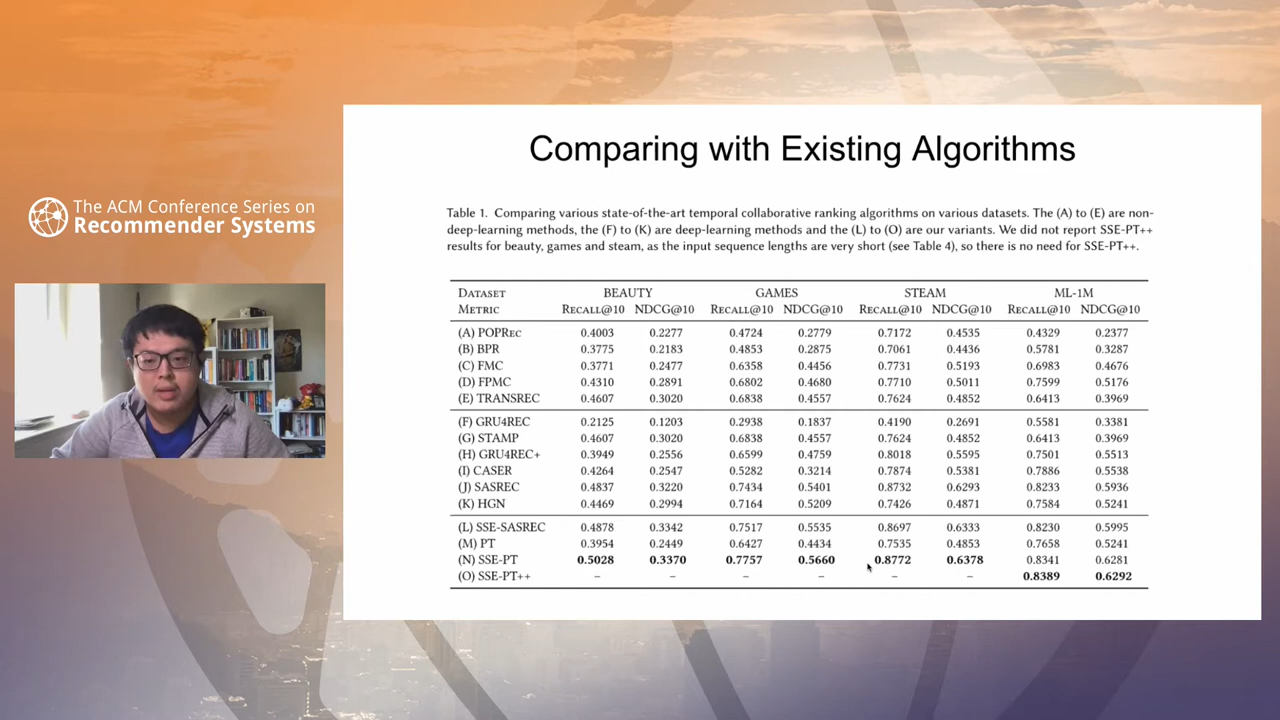 The ACM Conference Series on
Recommender Systems
Comparing with Existing Algorithms
Table 1. Comparing various state-of-the-art temporal collaborative ranking algorithms on various datasets. The (A) to (E) are non-
deep-learning methods, the (F) to (K) are deep-learning methods and the (L) to (O) are our variants. We did not report SSE-PT++
results for beauty, games and steam, as the input sequence lengths are very short (see Table 4), so there is no need for SSE-PT++.
DATASET BEAUTY GAMES STEAM ML-1M
METRIC RECALL@10 NDCG@10 RECALL@10 NDCG@10 RECALL@10 NDCG@10 RECALL@10 NDCG@10
(A) POPREC 0.4003 0.2277 0.4724 0.2779 0.7172 0.4535 0.4329 0.2377
(B) BPR 0.3775 0.2183 0.4853 0.2875 0.7061 0.4436 0.5781 0.3287
(C) FMC 0.3771 0.2477 0.6358 0.4456 0.7731 0.5193 0.6983 0.4676
(D) FPMC 0.4310 0.2891 0.6802 0.4680 0.7710 0.5011 0.7599 0.5176
(E) TRANSREC 0.4607 0.3020 0.6838 0.4557 0.7624 0.4852 0.6413 0.3969
(F) GRU4REC 0.2125 0.1203 0.2938 0.1837 0.4190 0.2691 0.5581 0.3381
(G) STAMP 0.4607 0.3020 0.6838 0.4557 0.7624 0.4852 0.6413 0.3969
(H) GRU4REC+ 0.3949 0.2556 0.6599 0.4759 0.8018 0.5595 0.7501 0.5513
(I) CASER 0.4264 0.2547 0.5282 0.3214 0.7874 0.5381 0.7886 0.5538
(J) SASREC 0.4837 0.3220 0.7434 0.5401 0.8732 0.6293 0.8233 0.5936
(K) HGN 0.4469 0.2994 0.7164 0.5209 0.7426 0.4871 0.7584 0.5241
(L) SSE-SASREC 0.4878 0.3342 0.7517 0.5535 0.8697 0.6333 0.8230 0.5995
(M) PT 0.3954 0.2449 0.6427 0.4434 0.7535 0.4853 0.7658 0.5241
(N) SSE-PT 0.5028 0.3370 0.7757 0.5660 0.8772 0.6378 0.8341 0.6281
(O) SSE-PT++ – – – – – – 0.8389 0.6292